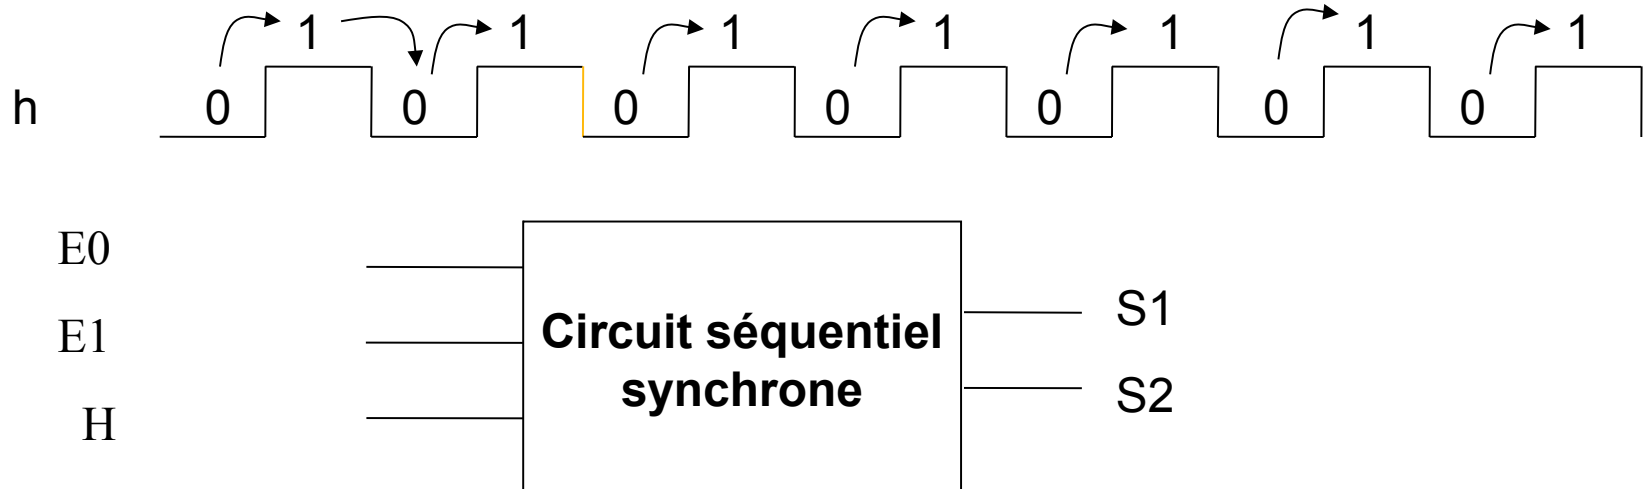 1 1 1 1 1 1 1
h 0 0 0 0 0 0 0
E0
E1
H
Circuit séquentiel
synchrone
S1
S2